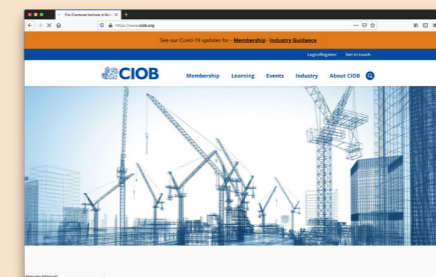 The Chartered Institute of Buil
https://www.ciob.org
See our Covid-19 updates for - Membership - Industry Guidance
Login/Register Get in touch
CIOB
Membership Learning Events Industry About CIOB